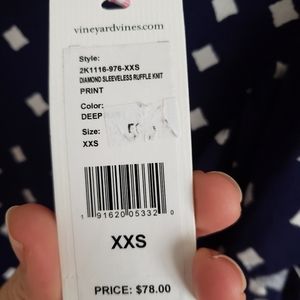 vineyardvines.com
Style:
2K1116-976-XXS
DIAMOND SLEEVELESS RUFFLE KNIT
PRINT
Color:
DEEP
Size:
XXS
1 91620 05332 0
XXS
PRICE: $78.00